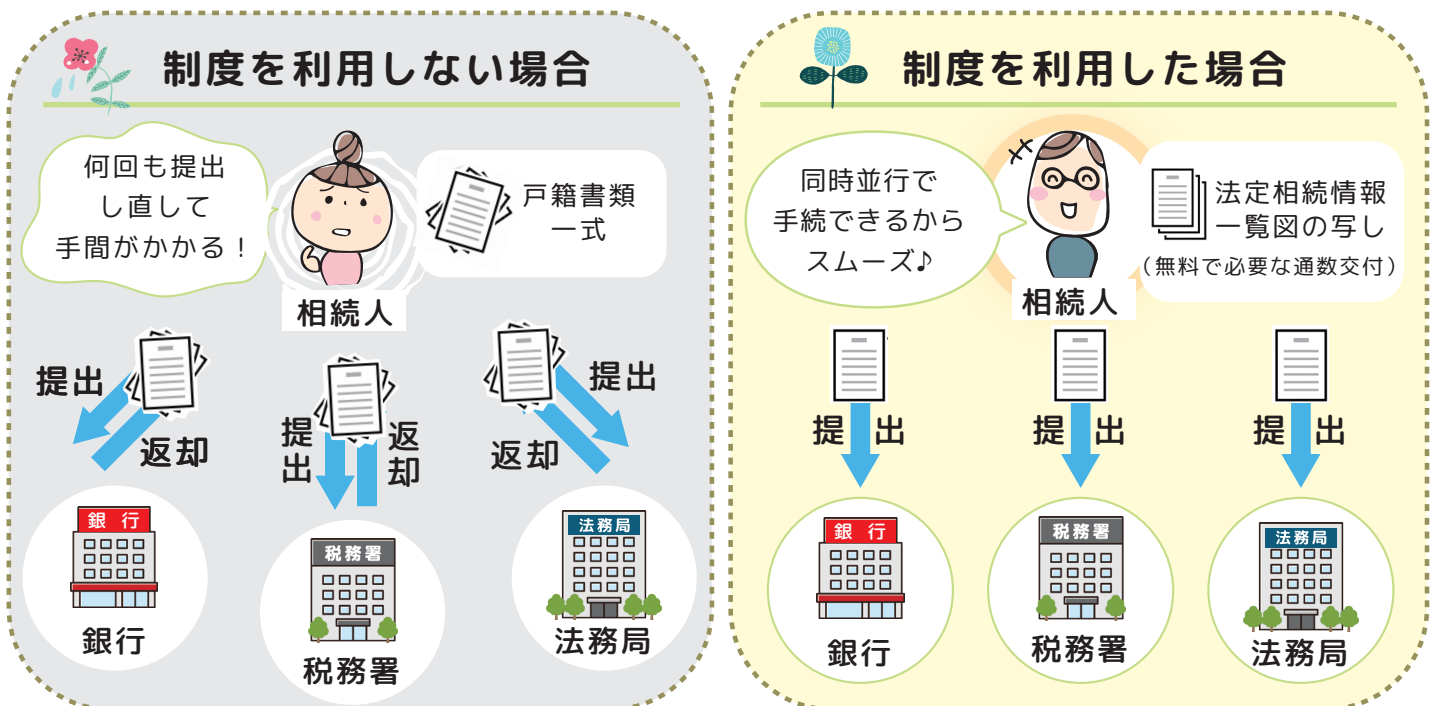 制度を利用しない場合
何回も提出
し直して
手間がかかる！
戸籍書類
一式
相続人
提出
返却
提出
返却
提出
返却
銀行
銀行
税務署
税務署
法務局
法務局
制度を利用した場合
同時並行で
手続できるから
スムーズ♪
法定相続情報
一覧図の写し
（無料で必要な通数交付）
相続人
提出
提出
提出
銀行
銀行
税務署
税務署
法務局
法務局